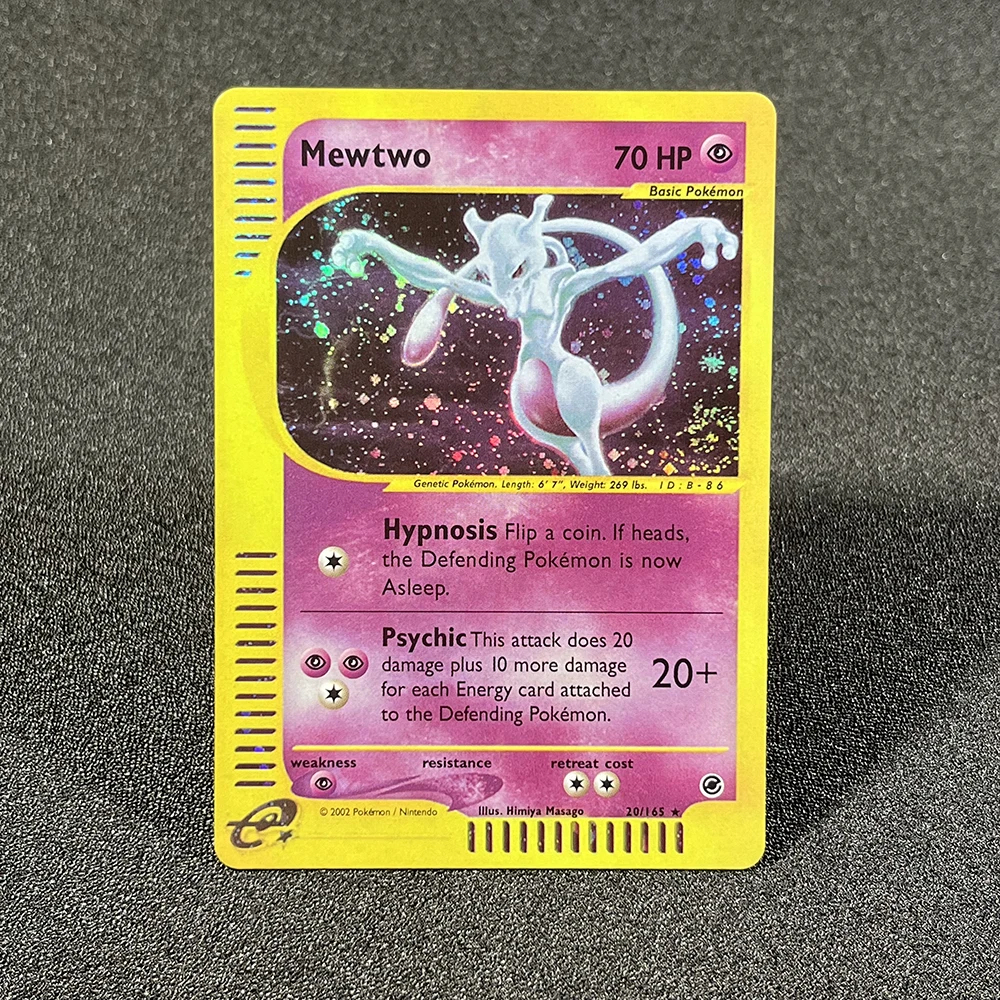 Mewtwo 70 HP
Basic Pokémon
Genetic Pokémon. Length: 6' 7", Weight: 269 lbs. ID: B-86
Hypnosis Flip a coin. If heads,
the Defending Pokémon is now
Asleep.
Psychic This attack does 20
damage plus 10 more damage
for each Energy card attached
to the Defending Pokémon.
20+
weakness resistance retreat cost
© 2002 Pokémon / Nintendo Illus. Himiya Masago 20/165 ★
e